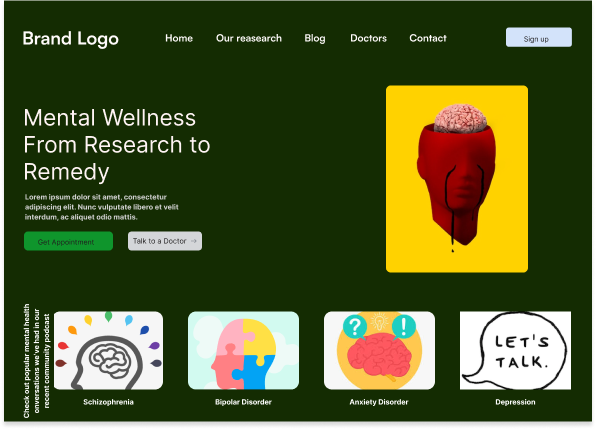 Brand Logo
Home
Our reasearch
Blog
Doctors
Contact
Sign up
Mental Wellness
From Research to
Remedy
Lorem ipsum dolor sit amet, consectetur
adipiscing elit. Nunc vulputate libero et velit
interdum, ac aliquet odio mattis.
Get Appointment
Talk to a Doctor →
Check out popular mental health
onversations we've had in our
recent community podcast
?
!
LET'S
TALK.
Schizophrenia
Bipolar Disorder
Anxiety Disorder
Depression